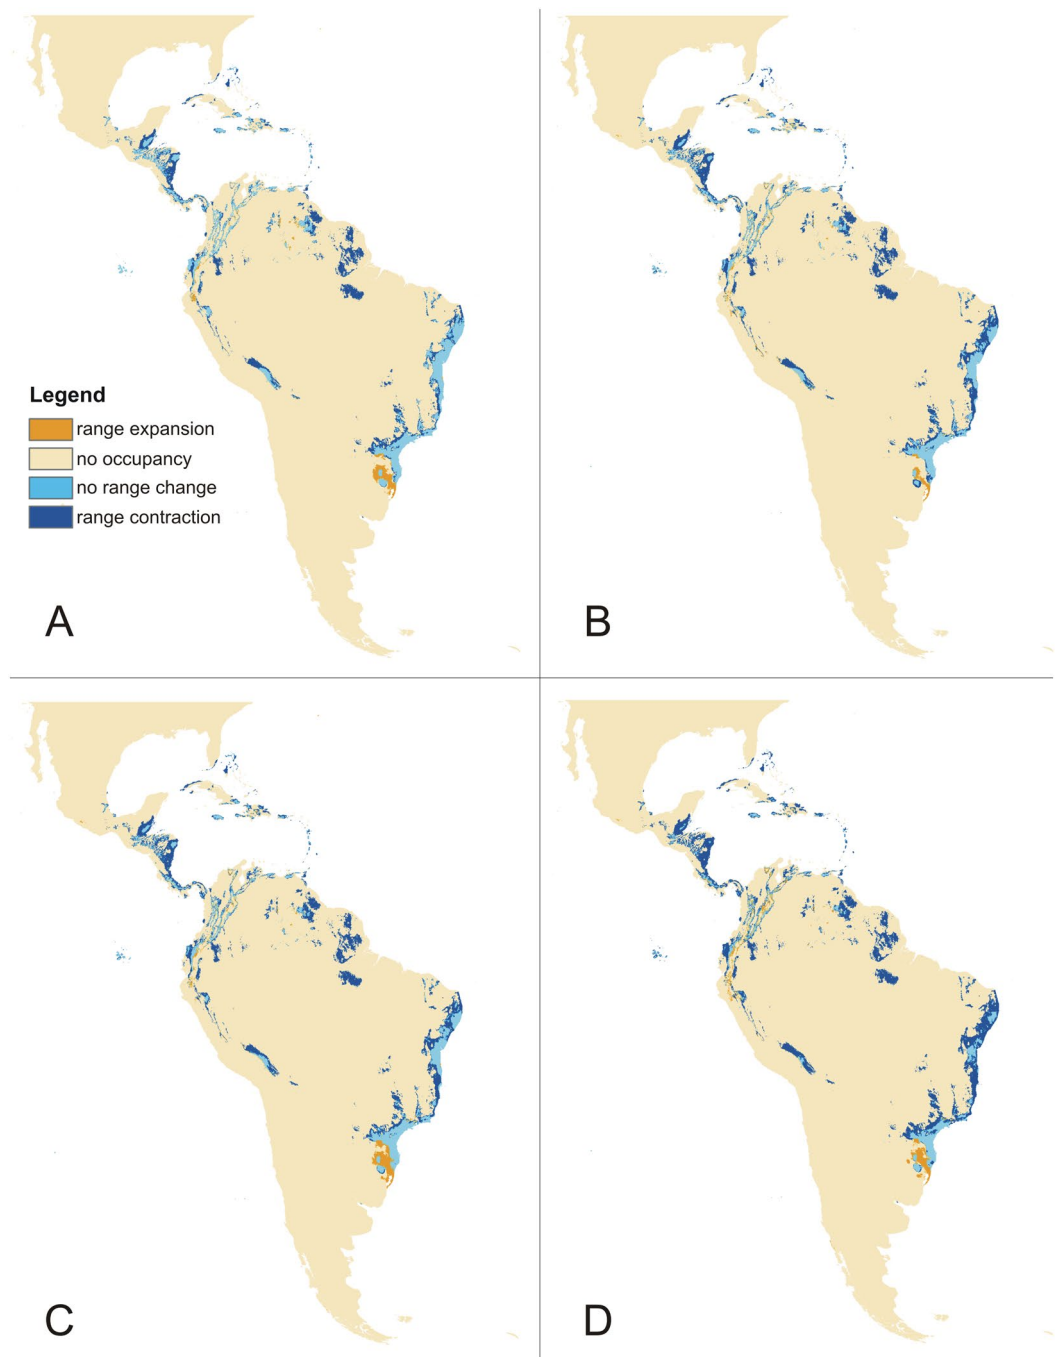 A
B
Legend
range expansion
no occupancy
no range change
range contraction
C
D